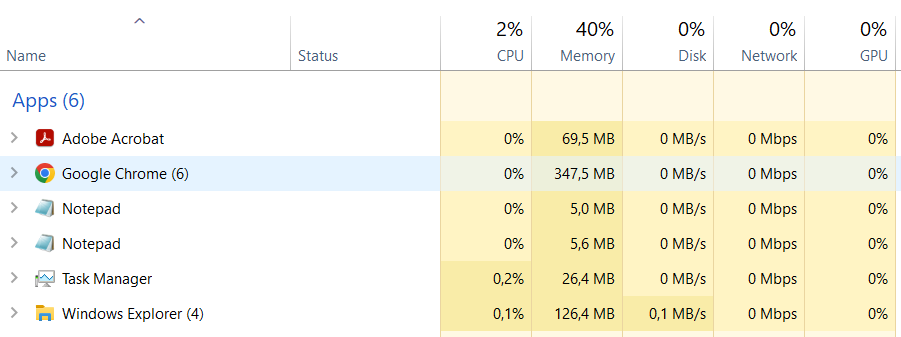 2% 40% 0% 0% 0%
Name Status CPU Memory Disk Network GPU
Apps (6)
Adobe Acrobat 0% 69,5 MB 0 MB/s 0 Mbps 0%
Google Chrome (6) 0% 347,5 MB 0 MB/s 0 Mbps 0%
Notepad 0% 5,0 MB 0 MB/s 0 Mbps 0%
Notepad 0% 5,6 MB 0 MB/s 0 Mbps 0%
Task Manager 0,2% 26,4 MB 0 MB/s 0 Mbps 0%
Windows Explorer (4) 0,1% 126,4 MB 0,1 MB/s 0 Mbps 0%